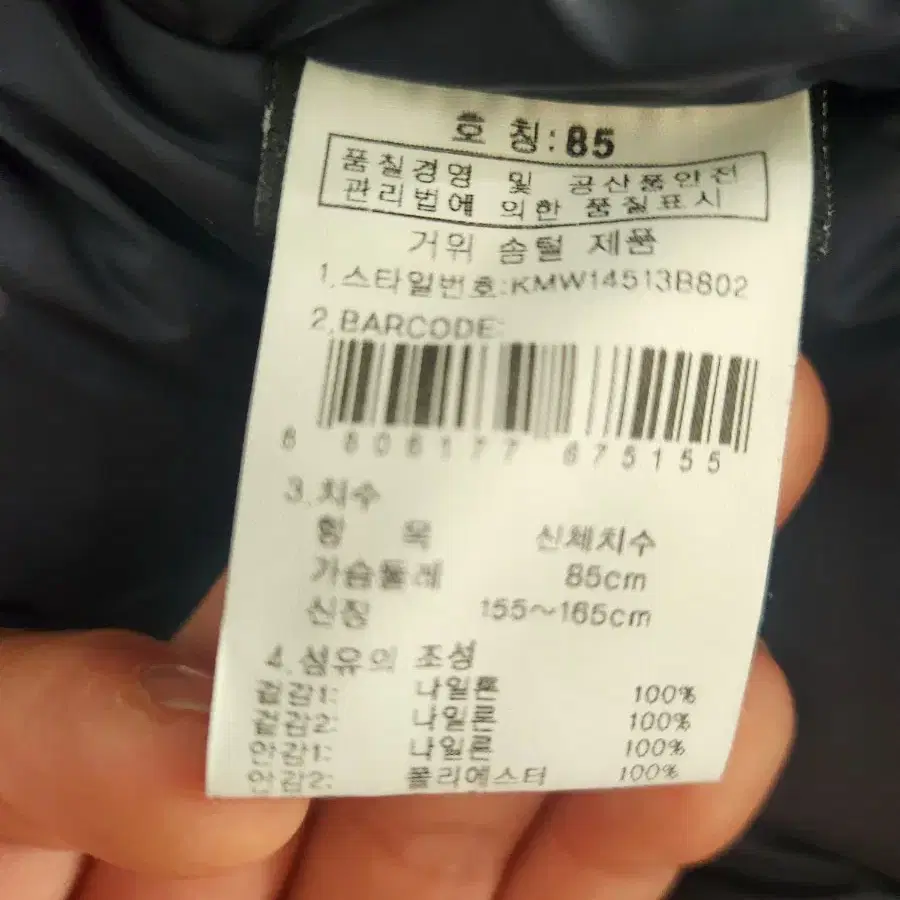 호 칭:85
품질경영 및 공산품안전
관리법에 의한 품질표시
거위 솜털 제품
1.스타일번호:KMW14513B802
2.BARCODE:
8 806177 675155
3.치수
항 목 신체치수
가슴둘레 85cm
신장 155~165cm
4.섬유의 조성
겉감1: 나일론 100%
겉감2: 나일론 100%
안감1: 나일론 100%
안감2: 폴리에스터 100%